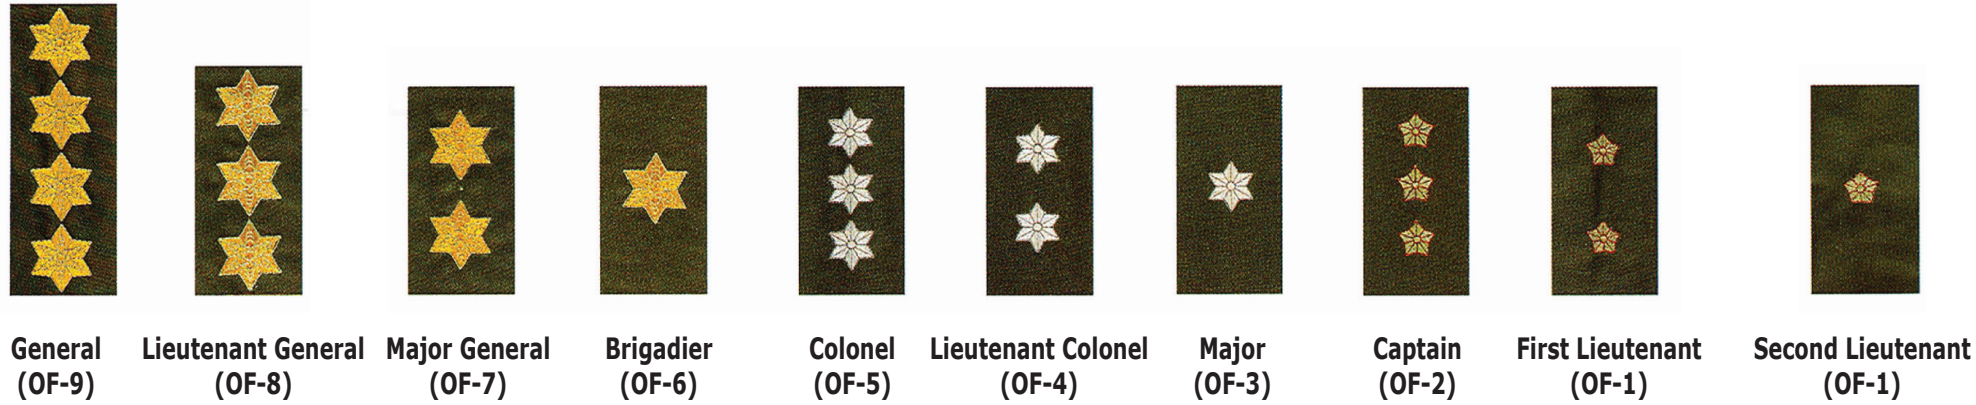 General
(OF-9)
Lieutenant General
(OF-8)
Major General
(OF-7)
Brigadier
(OF-6)
Colonel
(OF-5)
Lieutenant Colonel
(OF-4)
Major
(OF-3)
Captain
(OF-2)
First Lieutenant
(OF-1)
Second Lieutenant
(OF-1)